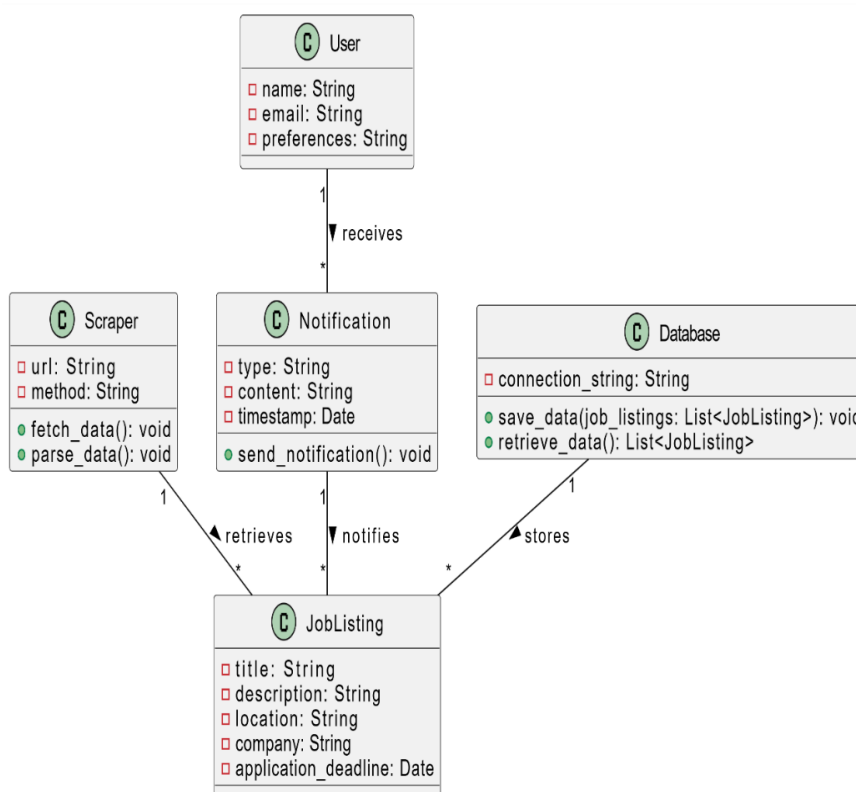 C User
name: String
email: String
preferences: String
1
receives
*
C Scraper
url: String
method: String
fetch_data(): void
parse_data(): void
C Notification
type: String
content: String
timestamp: Date
send_notification(): void
C Database
connection_string: String
save_data(job_listings: List<JobListing>): void
retrieve_data(): List<JobListing>
1
retrieves
*
1
notifies
*
1
stores
*
C JobListing
title: String
description: String
location: String
company: String
application_deadline: Date